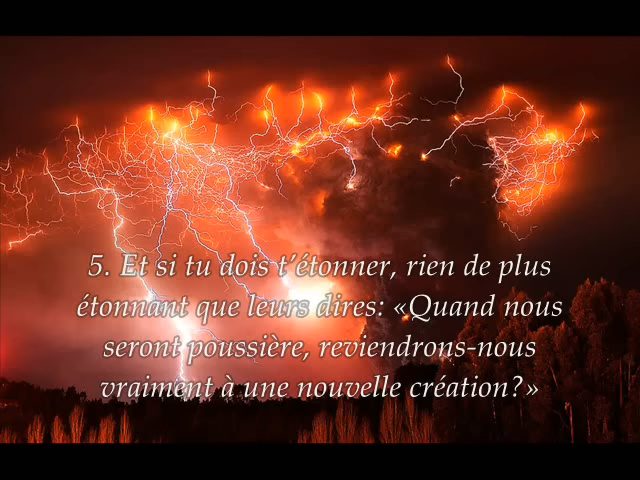 5. Et si tu dois t'étonner, rien de plus
étonnant que leurs dires: «Quand nous
seront poussière, reviendrons-nous
vraiment à une nouvelle création?»